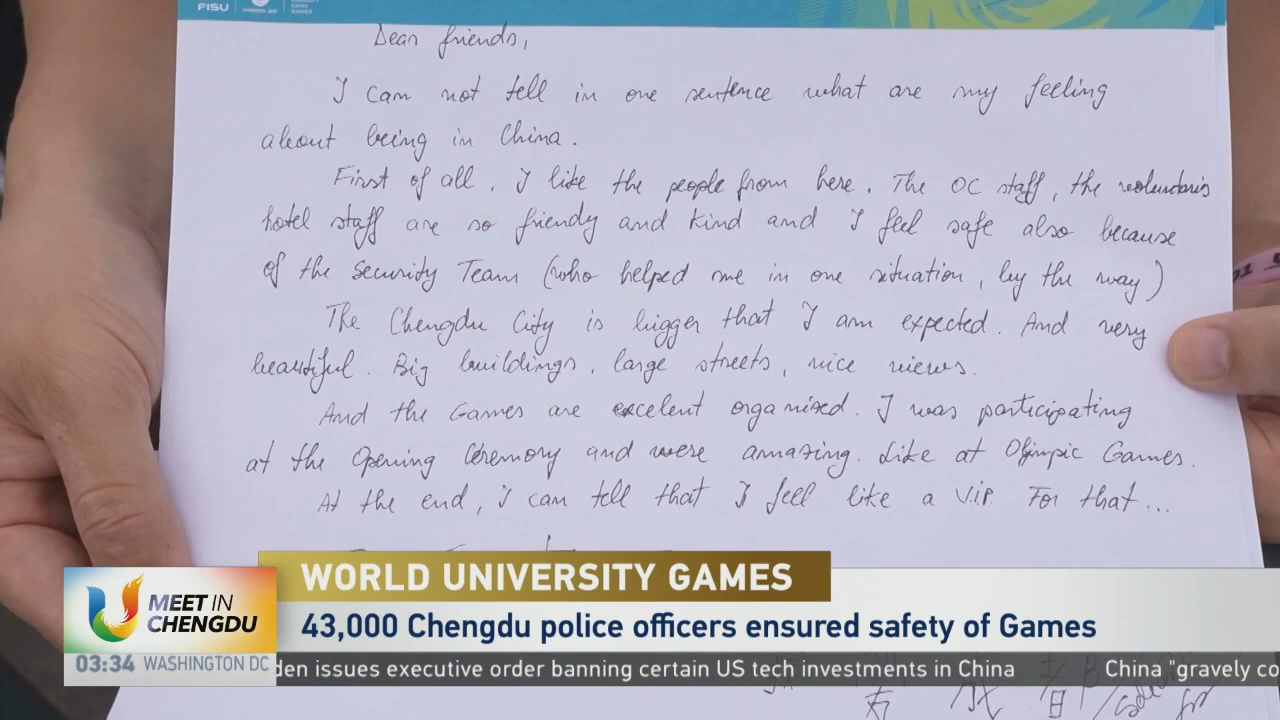 FISU
Dear friends,
I can not tell in one sentence what are my feeling
about being in China.
First of all, I like the people from here. The OC staff, the
hotel staff are so friendly and kind and I feel safe also because
of the Security Team (who helped me in one situation, by the way)
The Chengdu City is bigger that I am expected. And very
beautiful. Big buildings, large streets, nice views.
And the Games are excelent organised. I was participating
at the Opening Ceremony and were amazing. Like at Olympic Games.
At the end, I can tell that I feel like a V.I.P. For that...
WORLD UNIVERSITY GAMES
43,000 Chengdu police officers ensured safety of Games
MEET IN
CHENGDU
03:34 WASHINGTON DC
den issues executive order banning certain US tech investments in China China "gravely co